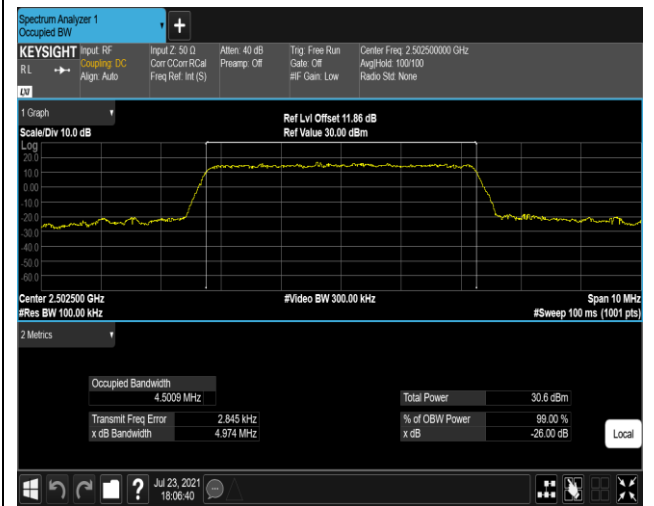 Spectrum Analyzer 1
Occupied BW
+
KEYSIGHT Input: RF Input Z: 50 Ω Atten: 40 dB Trig: Free Run Center Freq: 2.502500000 GHz
RL Coupling: DC Corr CCorr RCal Preamp: Off Gate: Off Avg|Hold: 100/100
Align: Auto Freq Ref: Int (S) #IF Gain: Low Radio Std: None
LXI
1 Graph
Ref Lvl Offset 11.86 dB
Scale/Div 10.0 dB Ref Value 30.00 dBm
Log
20.0
10.0
0.00
-10.0
-20.0
-30.0
-40.0
-50.0
-60.0
Center 2.502500 GHz #Video BW 300.00 kHz Span 10 MHz
#Res BW 100.00 kHz #Sweep 100 ms (1001 pts)
2 Metrics
Occupied Bandwidth
4.5009 MHz Total Power 30.6 dBm
Transmit Freq Error 2.845 kHz % of OBW Power 99.00 %
x dB Bandwidth 4.974 MHz x dB -26.00 dB
Local
? Jul 23, 2021
18:06:40